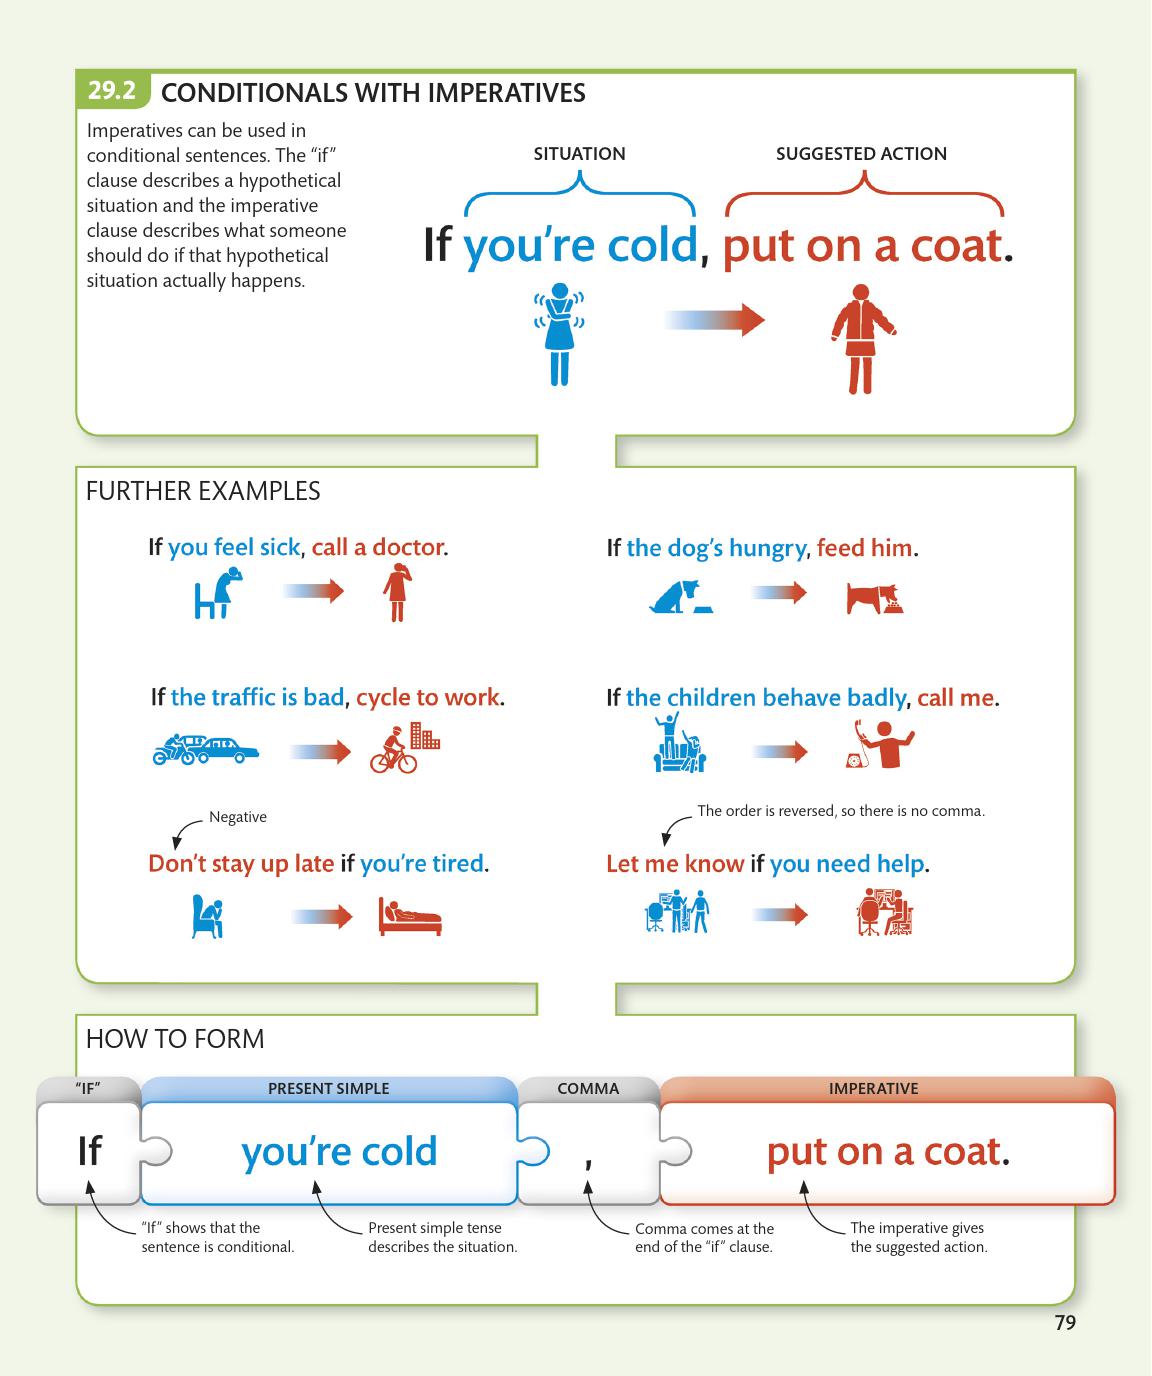 29.2 CONDITIONALS WITH IMPERATIVES
Imperatives can be used in
conditional sentences. The “if”
clause describes a hypothetical
situation and the imperative
clause describes what someone
should do if that hypothetical
situation actually happens.
SITUATION
SUGGESTED ACTION
If you’re cold, put on a coat.
FURTHER EXAMPLES
If you feel sick, call a doctor.
If the dog’s hungry, feed him.
If the traffic is bad, cycle to work.
If the children behave badly, call me.
Negative
Don’t stay up late if you’re tired.
The order is reversed, so there is no comma.
Let me know if you need help.
HOW TO FORM
“IF”
PRESENT SIMPLE
COMMA
IMPERATIVE
If
you’re cold
,
put on a coat.
“If” shows that the
sentence is conditional.
Present simple tense
describes the situation.
Comma comes at the
end of the “if” clause.
The imperative gives
the suggested action.
79